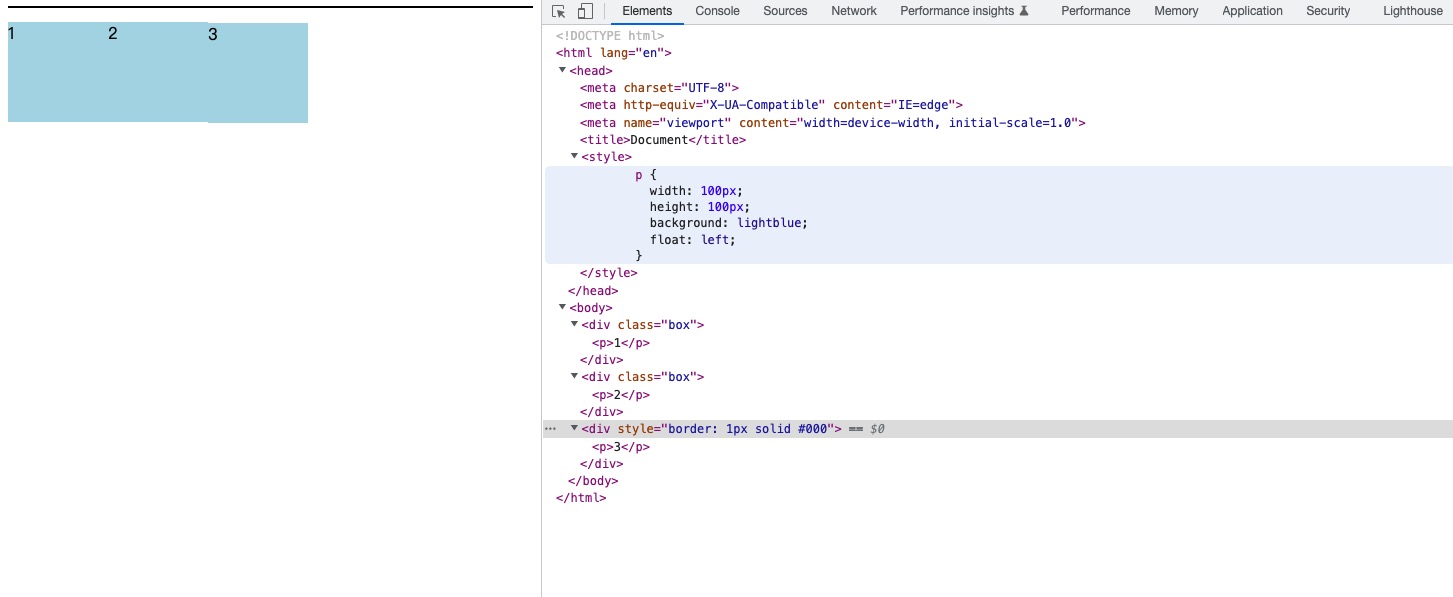 1 2 3
Elements Console Sources Network Performance insights Performance Memory Application Security Lighthouse
<!DOCTYPE html>
<html lang="en">
<head>
<meta charset="UTF-8">
<meta http-equiv="X-UA-Compatible" content="IE=edge">
<meta name="viewport" content="width=device-width, initial-scale=1.0">
<title>Document</title>
<style>
p {
width: 100px;
height: 100px;
background: lightblue;
float: left;
}
</style>
</head>
<body>
<div class="box">
<p>1</p>
</div>
<div class="box">
<p>2</p>
</div>
<div style="border: 1px solid #000"> == $0
<p>3</p>
</div>
</body>
</html>